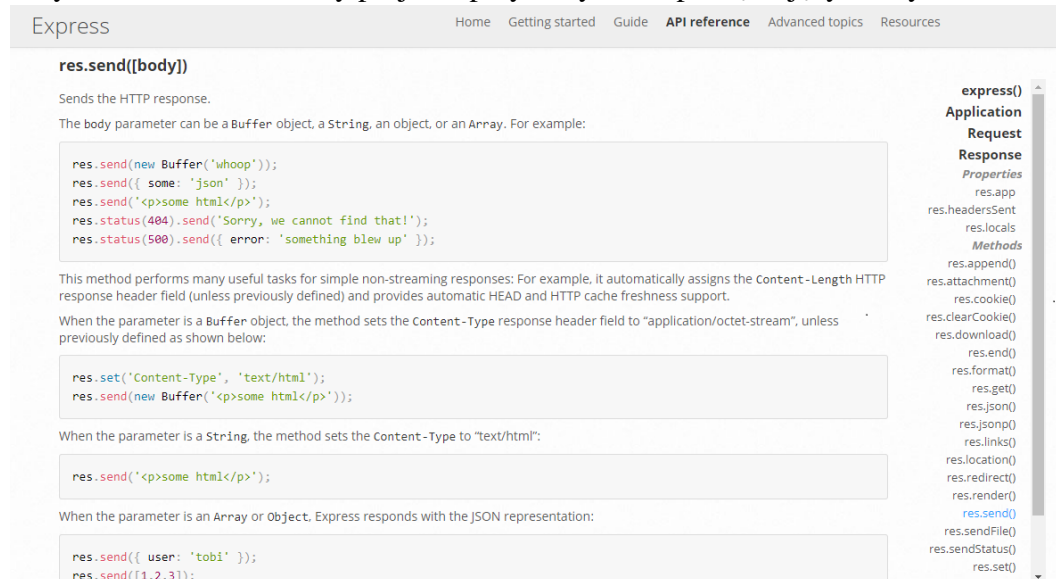 Express
Home Getting started Guide API reference Advanced topics Resources
res.send([body])
Sends the HTTP response.
The body parameter can be a Buffer object, a String, an object, or an Array. For example:
res.send(new Buffer('whoop'));
res.send({ some: 'json' });
res.send('<p>some html</p>');
res.status(404).send('Sorry, we cannot find that!');
res.status(500).send({ error: 'something blew up' });
This method performs many useful tasks for simple non-streaming responses: For example, it automatically assigns the Content-Length HTTP
response header field (unless previously defined) and provides automatic HEAD and HTTP cache freshness support.
When the parameter is a Buffer object, the method sets the Content-Type response header field to “application/octet-stream”, unless
previously defined as shown below:
res.set('Content-Type', 'text/html');
res.send(new Buffer('<p>some html</p>'));
When the parameter is a String, the method sets the Content-Type to “text/html”:
res.send('<p>some html</p>');
When the parameter is an Array or Object, Express responds with the JSON representation:
res.send({ user: 'tobi' });
res.send([1,2,3]);
express()
Application
Request
Response
Properties
res.app
res.headersSent
res.locals
Methods
res.append()
res.attachment()
res.cookie()
res.clearCookie()
res.download()
res.end()
res.format()
res.get()
res.json()
res.jsonp()
res.links()
res.location()
res.redirect()
res.render()
res.send()
res.sendFile()
res.sendStatus()
res.set()